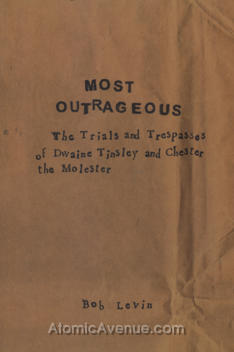 MOST
OUTRAGEOUS
The Trials and Trespasses
of Dwaine Tinsley and Chester
the Molester
Bob Levin
AtomicAvenue.com